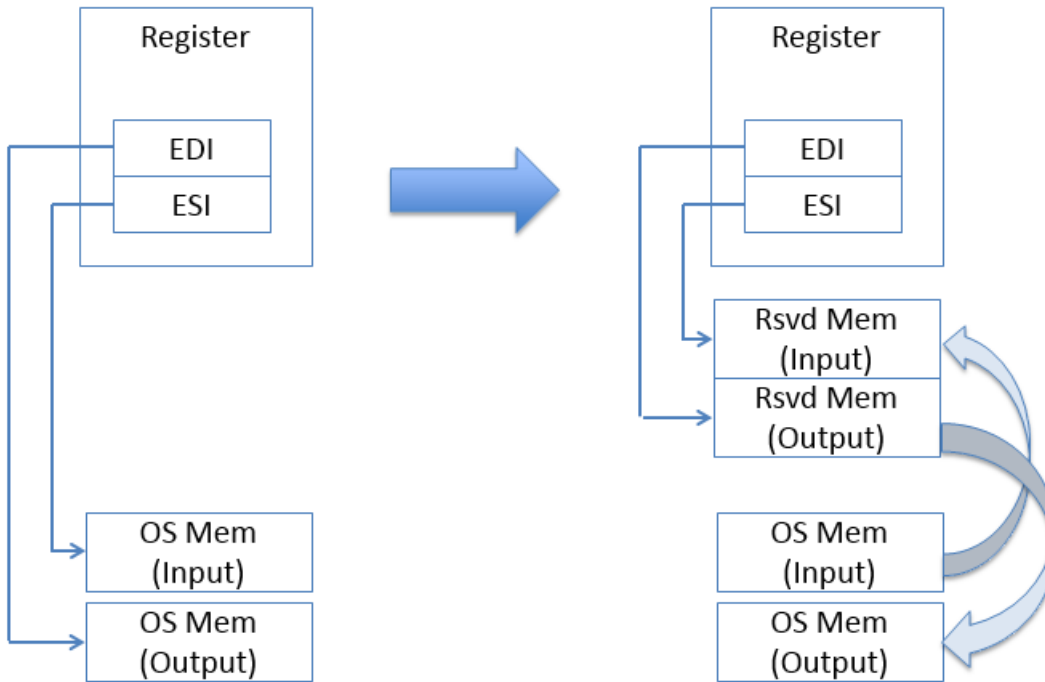 Register
EDI
ESI
OS Mem
(Input)
OS Mem
(Output)
Register
EDI
ESI
Rsvd Mem
(Input)
Rsvd Mem
(Output)
OS Mem
(Input)
OS Mem
(Output)